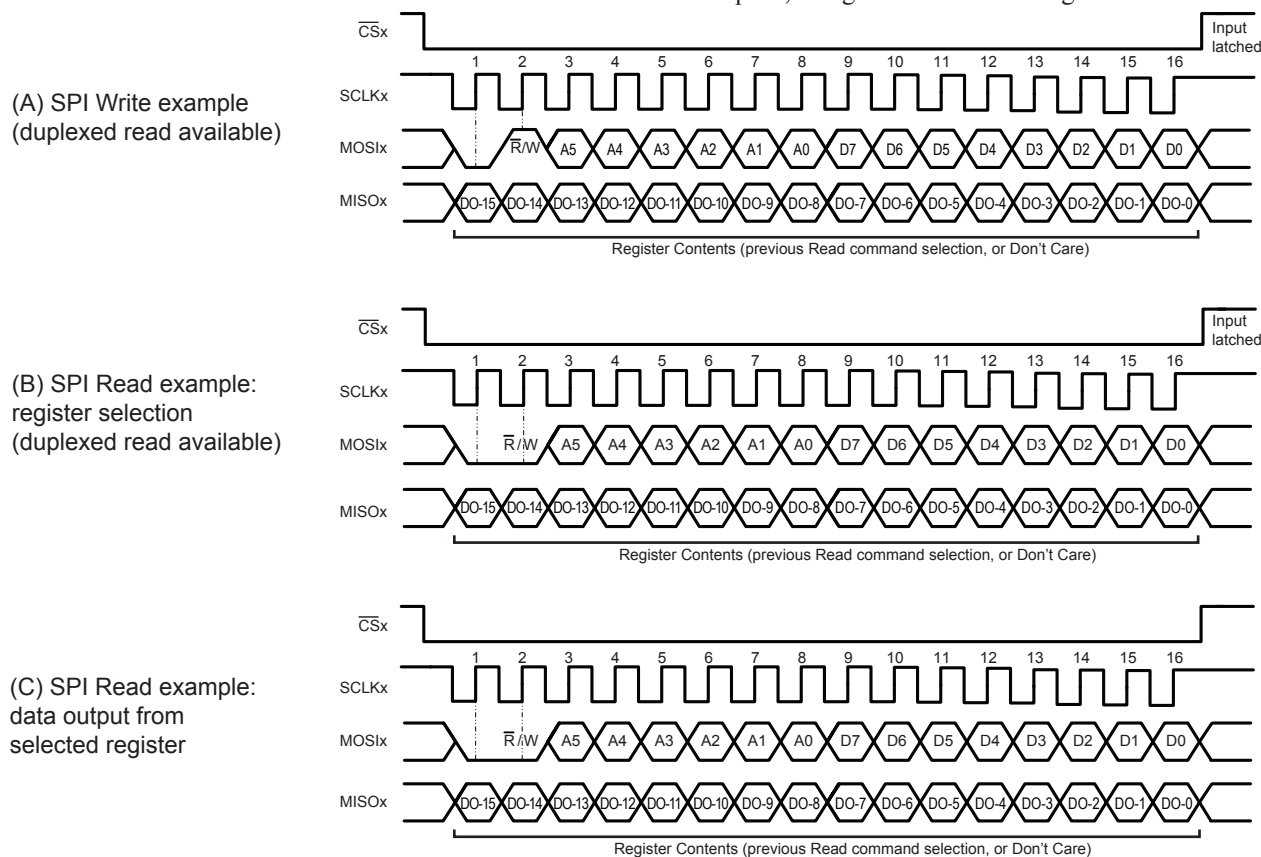 CSx
Input
latched
1 2 3 4 5 6 7 8 9 10 11 12 13 14 15 16
SCLKx
(A) SPI Write example
(duplexed read available)
MOSIx R/W A5 A4 A3 A2 A1 A0 D7 D6 D5 D4 D3 D2 D1 D0
MISOx DO-15 DO-14 DO-13 DO-12 DO-11 DO-10 DO-9 DO-8 DO-7 DO-6 DO-5 DO-4 DO-3 DO-2 DO-1 DO-0
Register Contents (previous Read command selection, or Don't Care)
CSx
Input
latched
1 2 3 4 5 6 7 8 9 10 11 12 13 14 15 16
SCLKx
(B) SPI Read example:
register selection
(duplexed read available)
MOSIx R/W A5 A4 A3 A2 A1 A0 D7 D6 D5 D4 D3 D2 D1 D0
MISOx DO-15 DO-14 DO-13 DO-12 DO-11 DO-10 DO-9 DO-8 DO-7 DO-6 DO-5 DO-4 DO-3 DO-2 DO-1 DO-0
Register Contents (previous Read command selection, or Don't Care)
CSx
1 2 3 4 5 6 7 8 9 10 11 12 13 14 15 16
SCLKx
(C) SPI Read example:
data output from
selected register
MOSIx R/W A5 A4 A3 A2 A1 A0 D7 D6 D5 D4 D3 D2 D1 D0
MISOx DO-15 DO-14 DO-13 DO-12 DO-11 DO-10 DO-9 DO-8 DO-7 DO-6 DO-5 DO-4 DO-3 DO-2 DO-1 DO-0
Register Contents (previous Read command selection, or Don't Care)